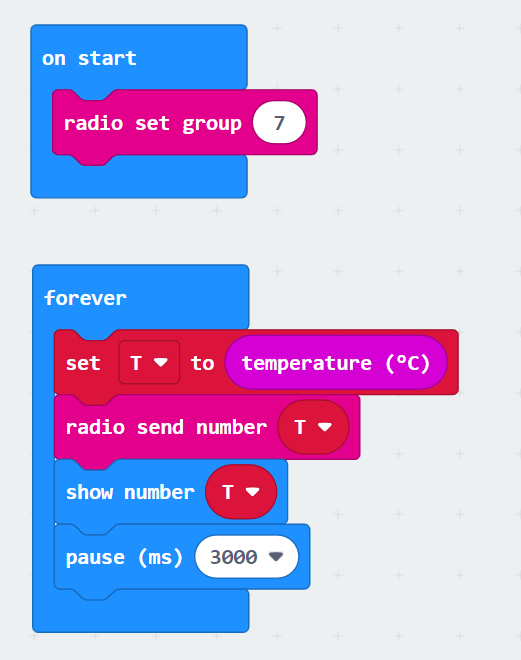 on start
radio set group 7
forever
set T to temperature (°C)
radio send number T
show number T
pause (ms) 3000